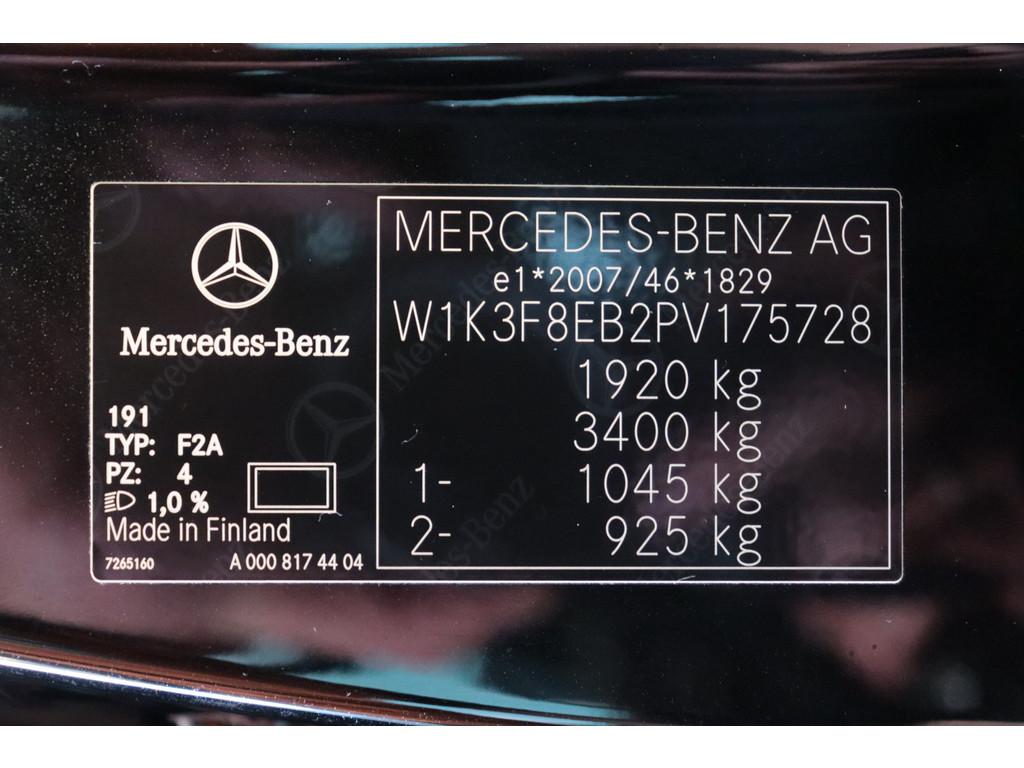 Mercedes-Benz
191
TYP: F2A
PZ: 4
1,0 %
Made in Finland
7265160 A 000 817 44 04
MERCEDES-BENZ AG
e1*2007/46*1829
W1K3F8EB2PV175728
1920 kg
3400 kg
1- 1045 kg
2- 925 kg